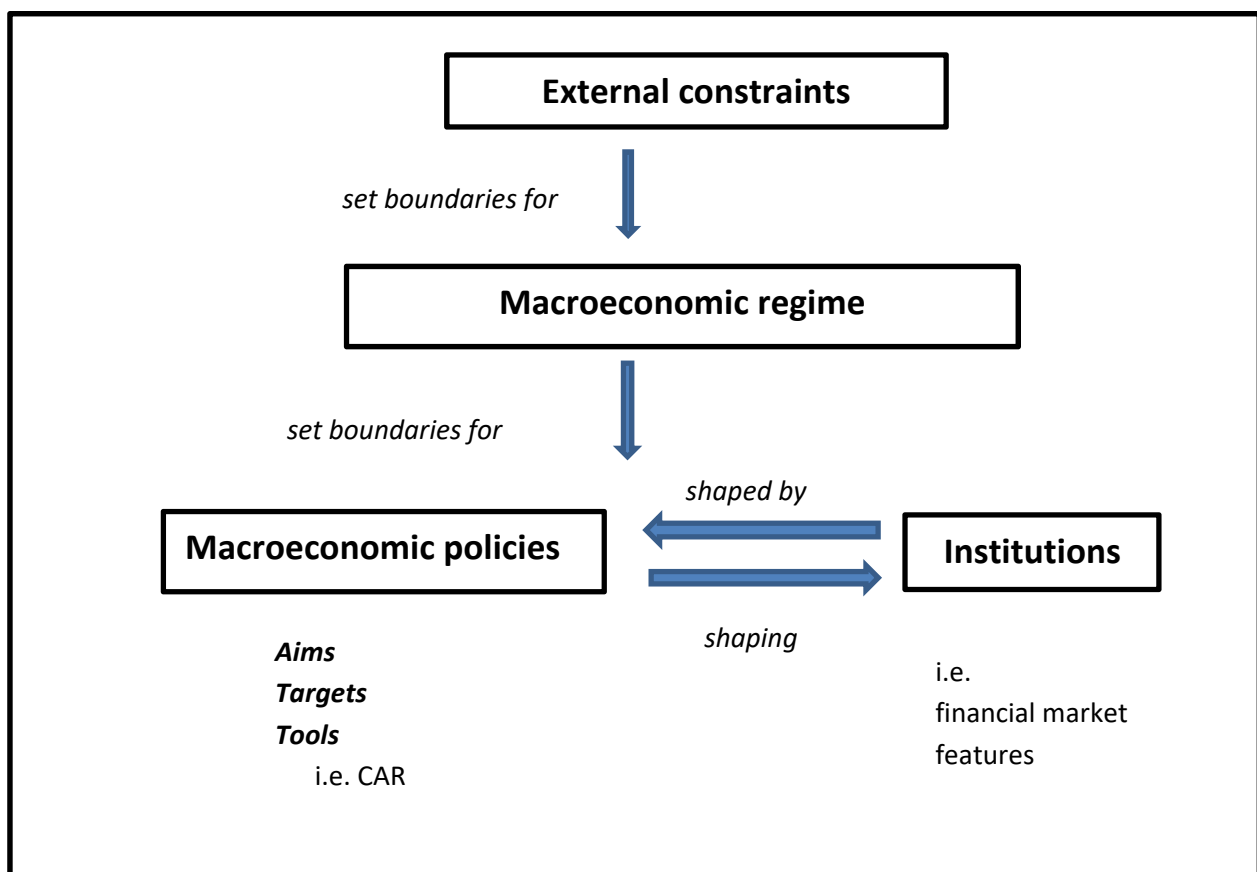 External constraints
set boundaries for
Macroeconomic regime
set boundaries for
shaped by
Macroeconomic policies
Institutions
shaping
Aims
Targets
Tools
i.e. CAR
i.e.
financial market
features